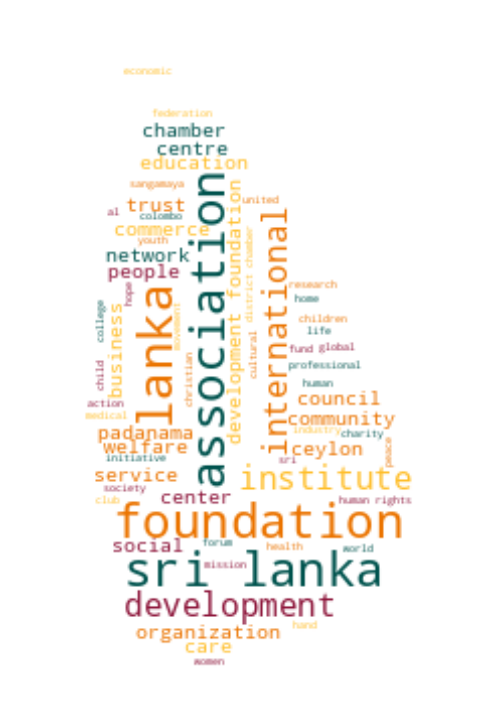 economic
federation
chamber
centre
education
sangamaya
trust
united
al
colombo
commerce
youth
network
people
association
development foundation
district chamber
international
lanka
hope
movement
college
business
christian
cultural
research
home
children
life
fund
global
professional
child
human
action
council
medical
community
padanama
industry
charity
welfare
ceylon
peace
initiative
sri
service
institute
society
center
club
human rights
foundation
social
forum
health
world
sri lanka
mission
development
hand
organization
care
women